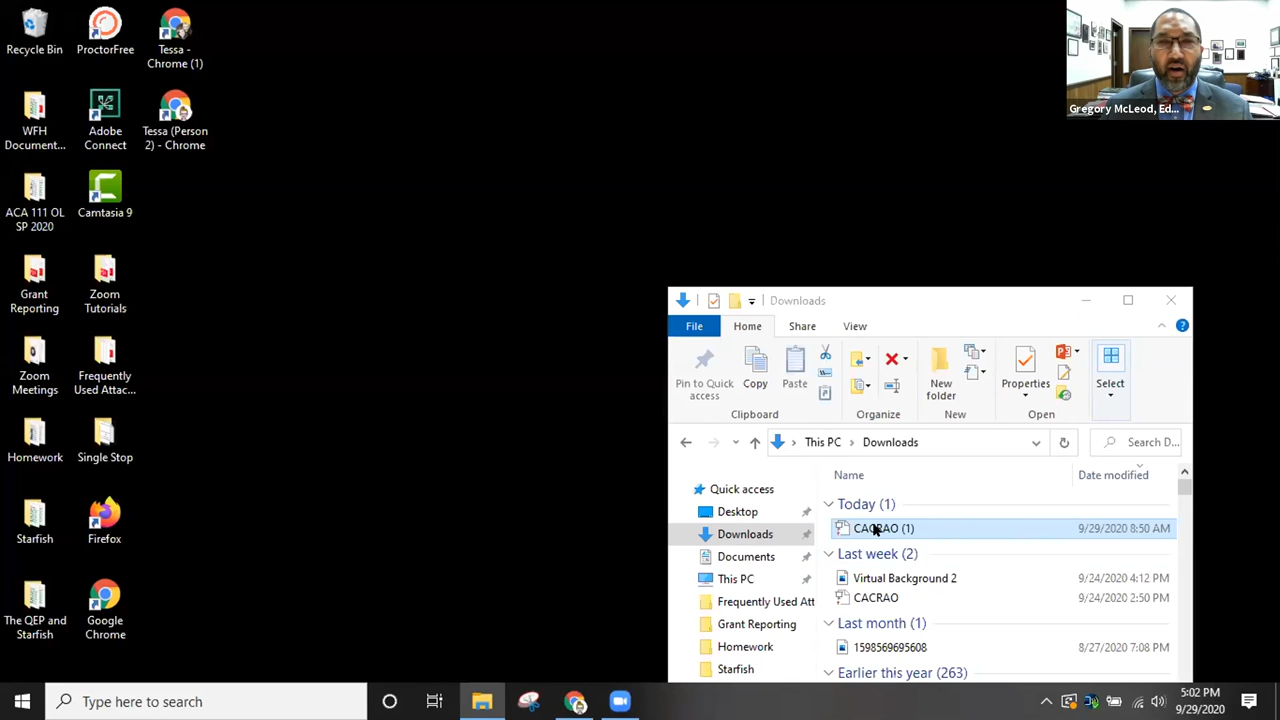 Recycle Bin
ProctorFree
Tessa -
Chrome (1)
WFH
Document...
Adobe
Connect
Tessa (Person
2) - Chrome
ACA 111 OL
SP 2020
Camtasia 9
Grant
Reporting
Zoom
Tutorials
Zoom
Meetings
Frequently
Used Attac...
Homework
Single Stop
Starfish
Firefox
The QEP and
Starfish
Google
Chrome
Gregory McLeod, Ed...
Downloads
File
Home
Share
View
Pin to Quick
access
Copy
Paste
New
folder
Properties
Select
Clipboard
Organize
New
Open
This PC
Downloads
Search D...
Quick access
Desktop
Downloads
Documents
This PC
Frequently Used Att
Grant Reporting
Homework
Starfish
Name
Date modified
Today (1)
CACRAO (1) 9/29/2020 8:50 AM
Last week (2)
Virtual Background 2 9/24/2020 4:12 PM
CACRAO 9/24/2020 2:50 PM
Last month (1)
1598569695608 8/27/2020 7:08 PM
Earlier this year (263)
Type here to search
5:02 PM
9/29/2020